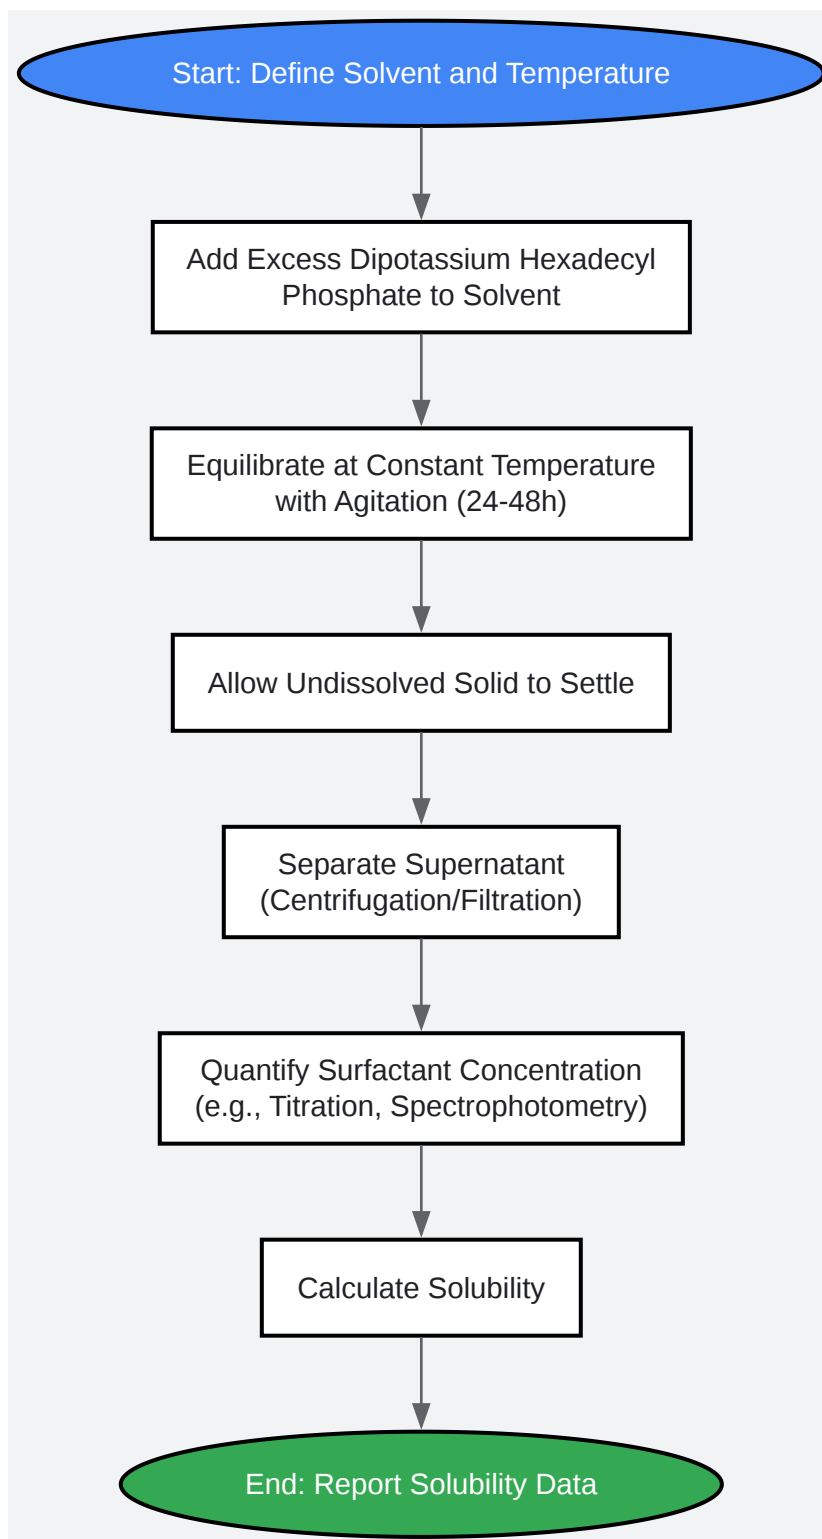 Start: Define Solvent and Temperature
Add Excess Dipotassium Hexadecyl
Phosphate to Solvent
Equilibrate at Constant Temperature
with Agitation (24-48h)
Allow Undissolved Solid to Settle
Separate Supernatant
(Centrifugation/Filtration)
Quantify Surfactant Concentration
(e.g., Titration, Spectrophotometry)
Calculate Solubility
End: Report Solubility Data